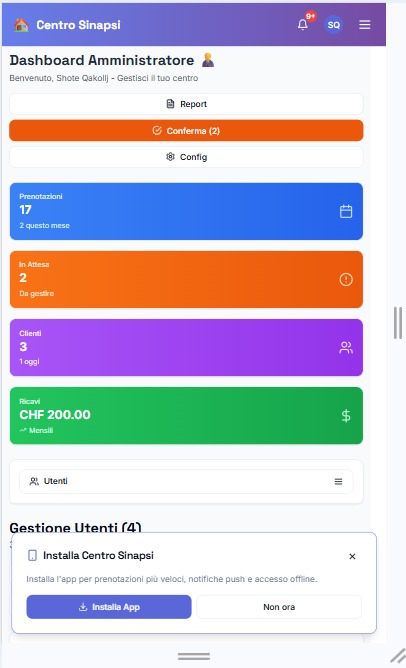 Centro Sinapsi
9+
SQ
Dashboard Amministratore
Benvenuto, Shote Qakollj - Gestisci il tuo centro
Report
Conferma (2)
Config
Prenotazioni
17
2 questo mese
In Attesa
2
Da gestire
Clienti
3
1 oggi
Ricavi
CHF 200.00
Mensili
Utenti
Gestione Utenti (4)
Installa Centro Sinapsi
Installa l'app per prenotazioni più veloci, notifiche push e accesso offline.
Installa App
Non ora